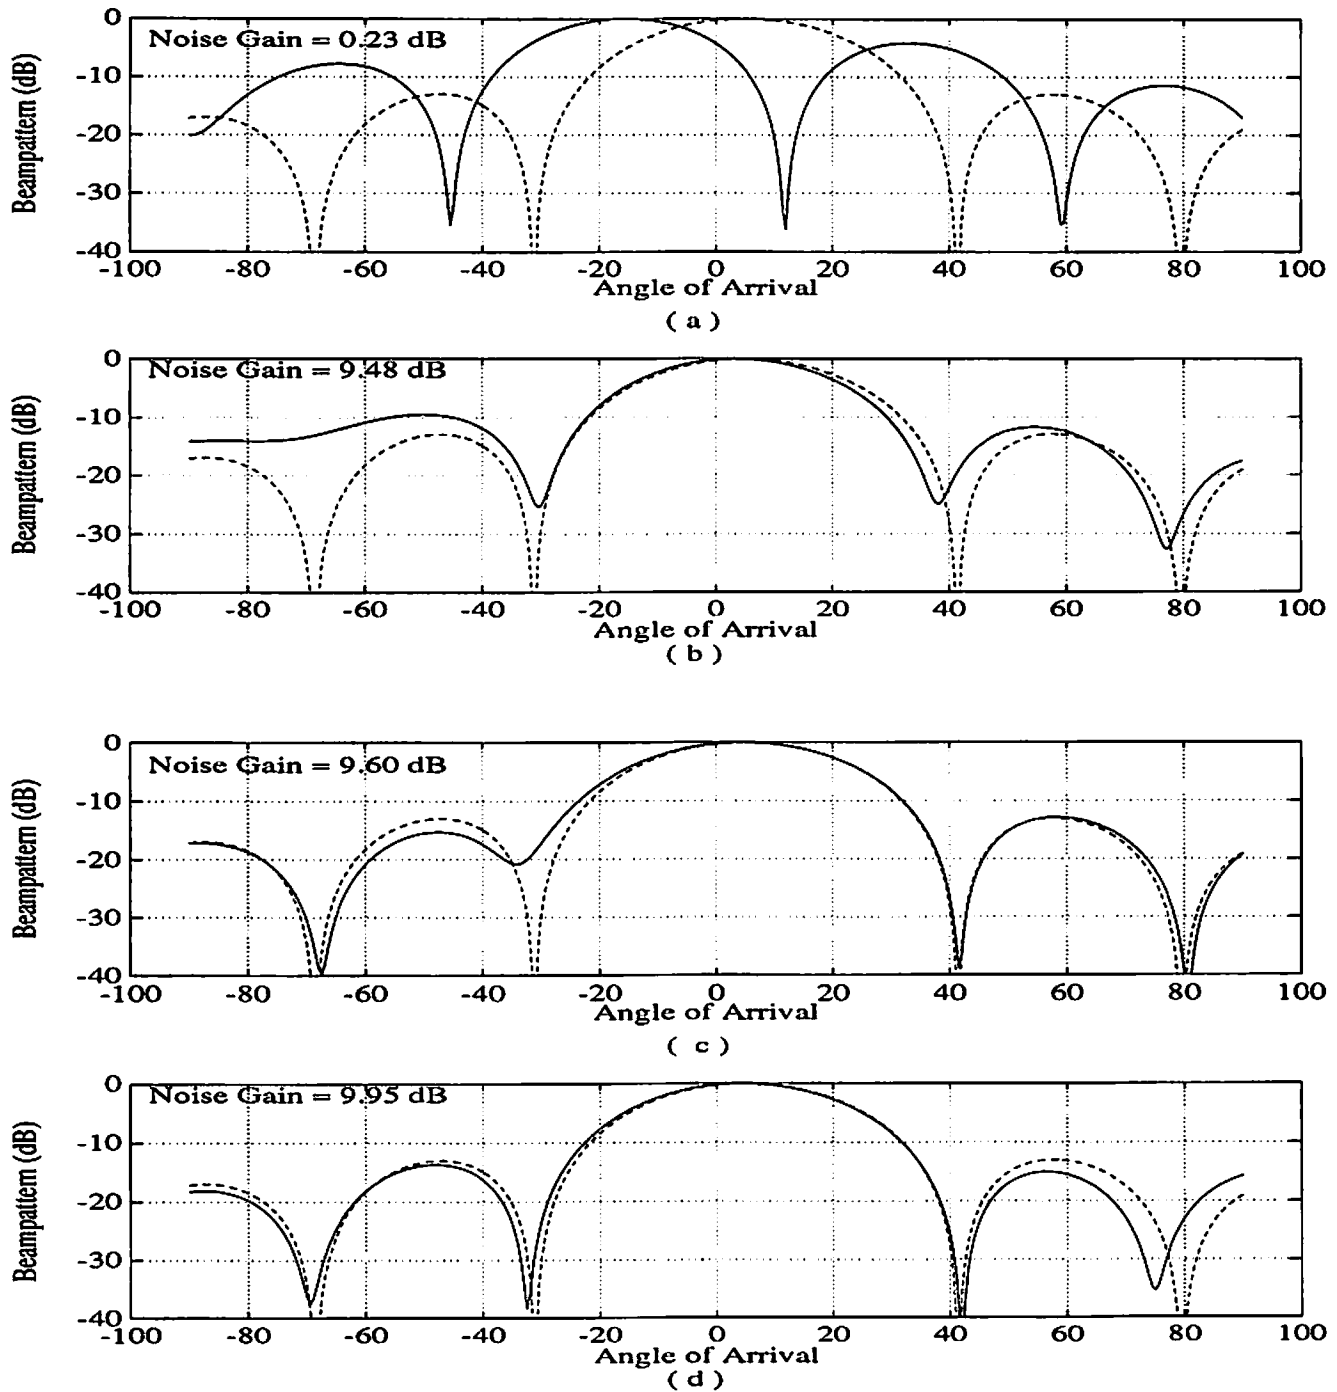 Noise Gain = 0.23 dB
Beampattern (dB)
0
-10
-20
-30
-40
-100 -80 -60 -40 -20 0 20 40 60 80 100
Angle of Arrival
( a )
Noise Gain = 9.48 dB
Beampattern (dB)
0
-10
-20
-30
-40
-100 -80 -60 -40 -20 0 20 40 60 80 100
Angle of Arrival
( b )
Noise Gain = 9.60 dB
Beampattern (dB)
0
-10
-20
-30
-40
-100 -80 -60 -40 -20 0 20 40 60 80 100
Angle of Arrival
( c )
Noise Gain = 9.95 dB
Beampattern (dB)
0
-10
-20
-30
-40
-100 -80 -60 -40 -20 0 20 40 60 80 100
Angle of Arrival
( d )